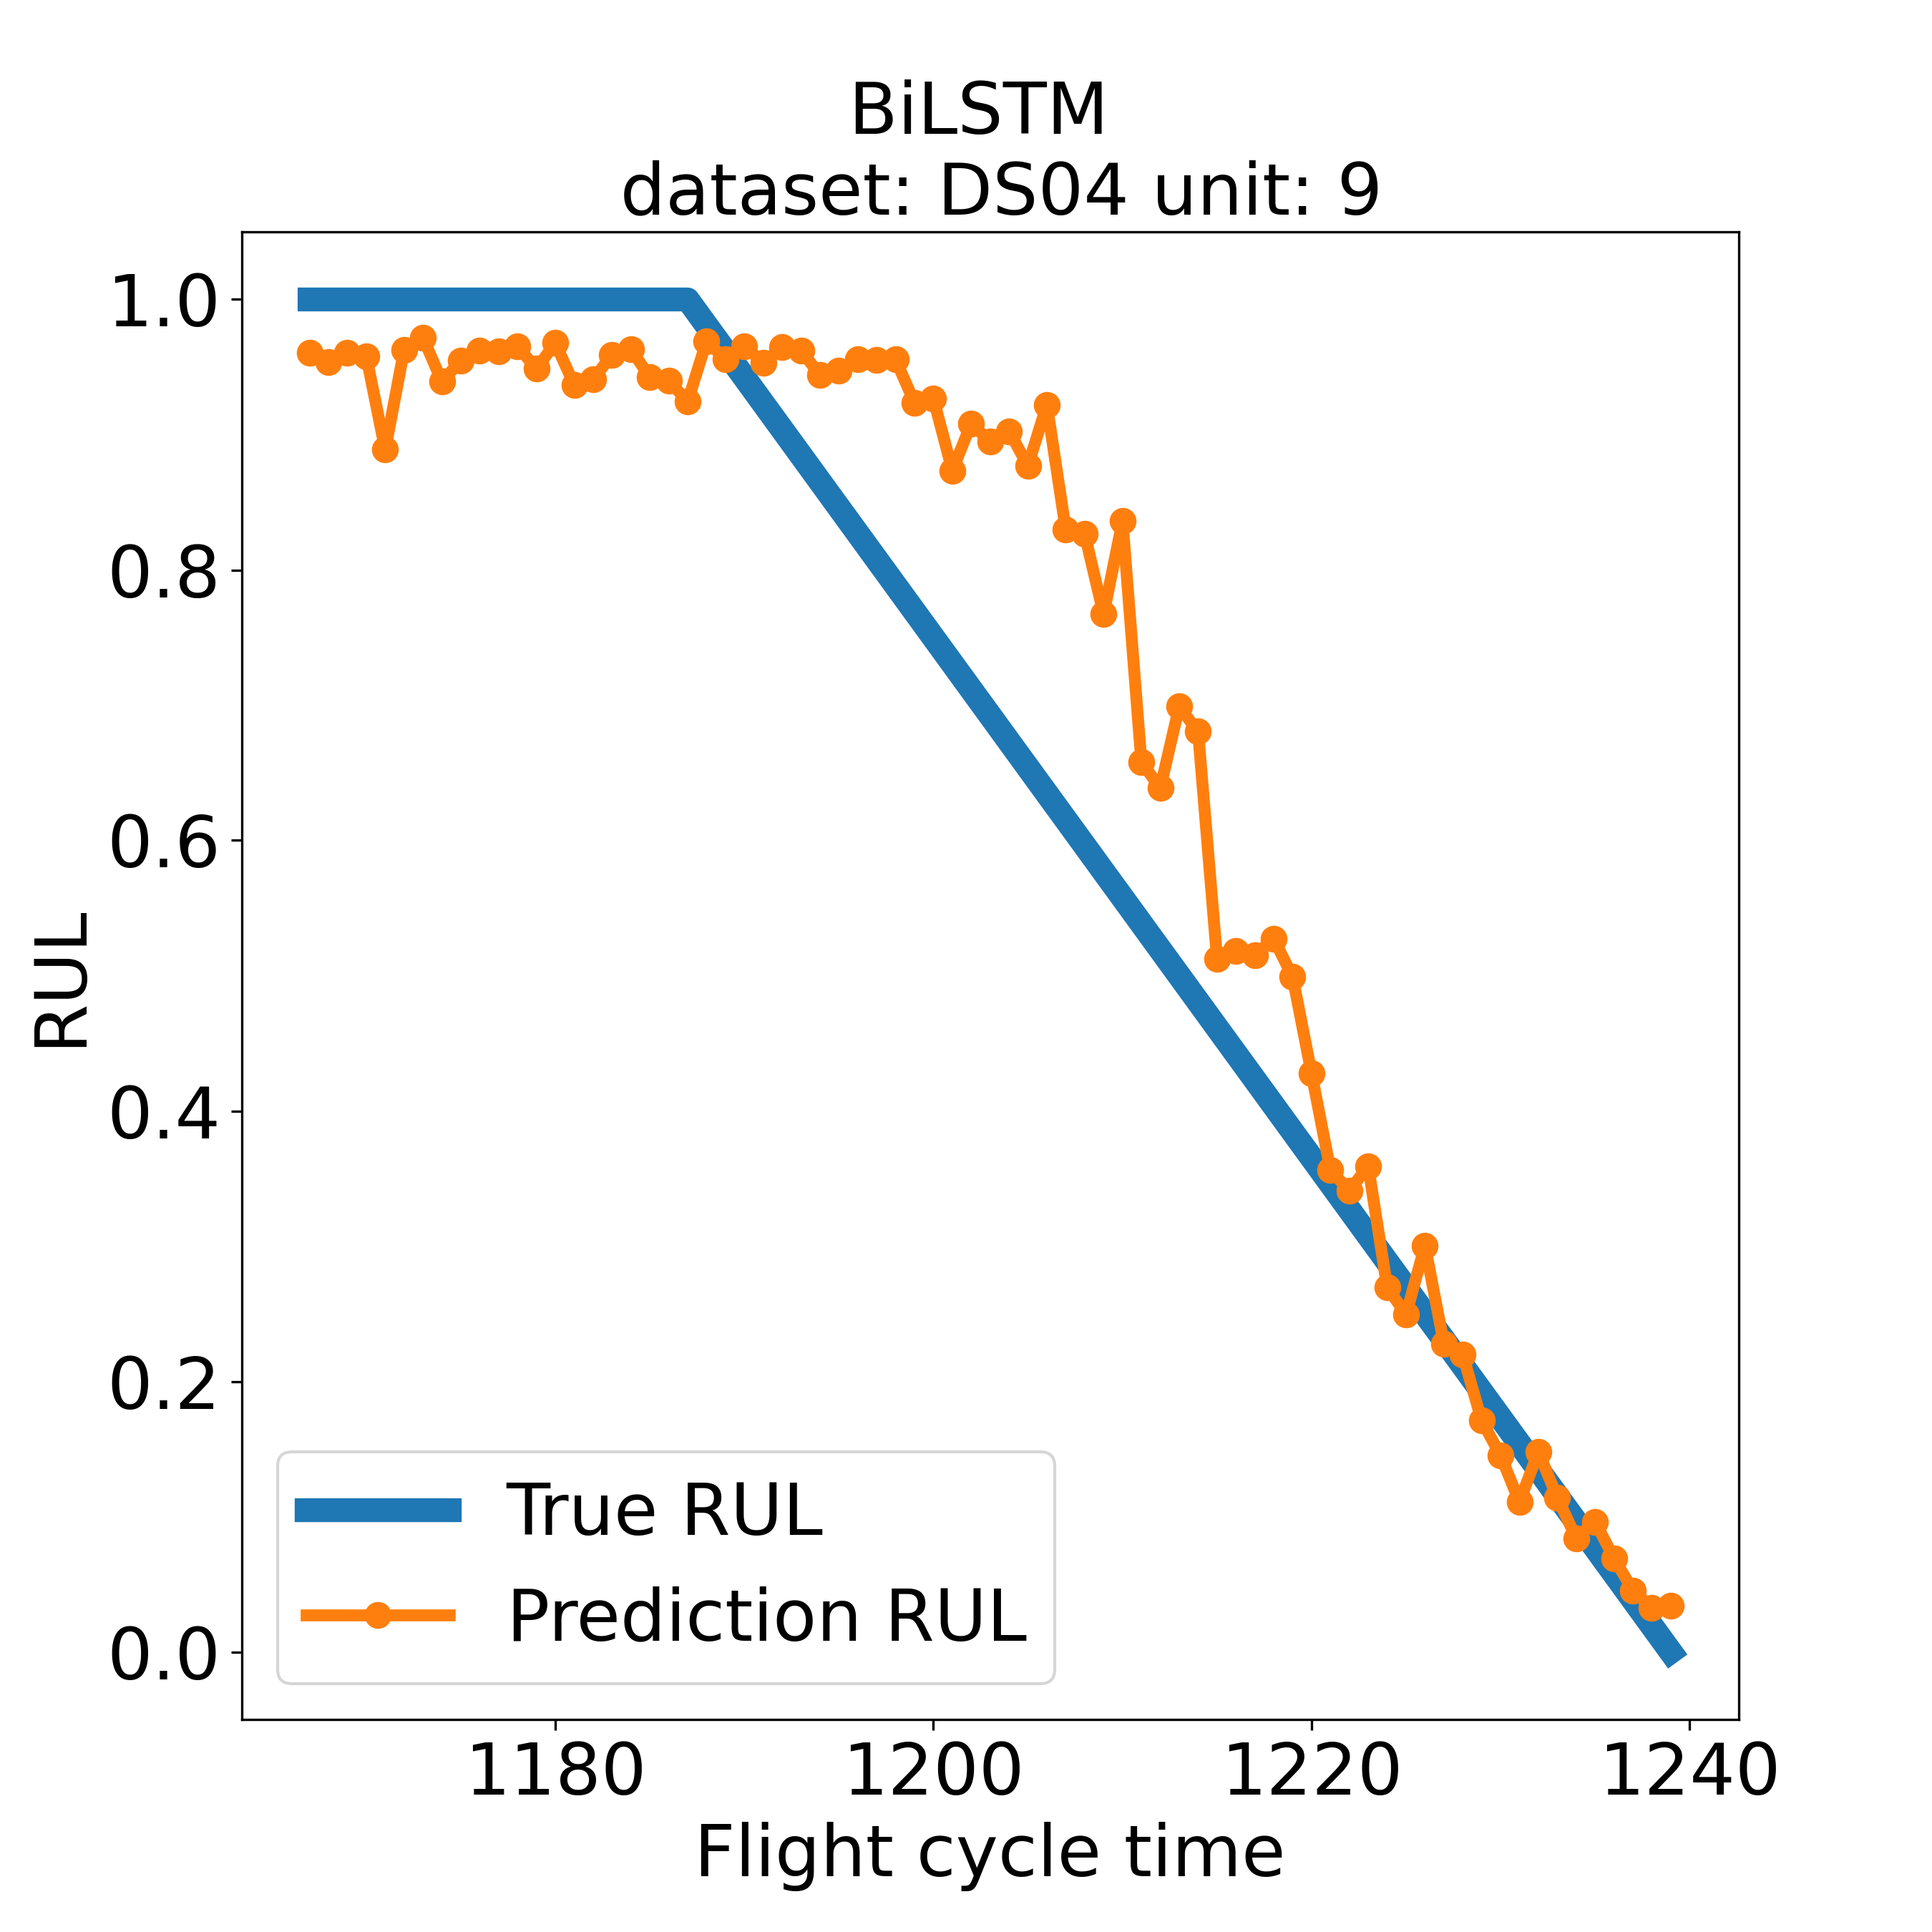 BiLSTM
dataset: DS04 unit: 9
1.0
0.8
0.6
0.4
0.2
0.0
RUL
True RUL
Prediction RUL
1180 1200 1220 1240
Flight cycle time